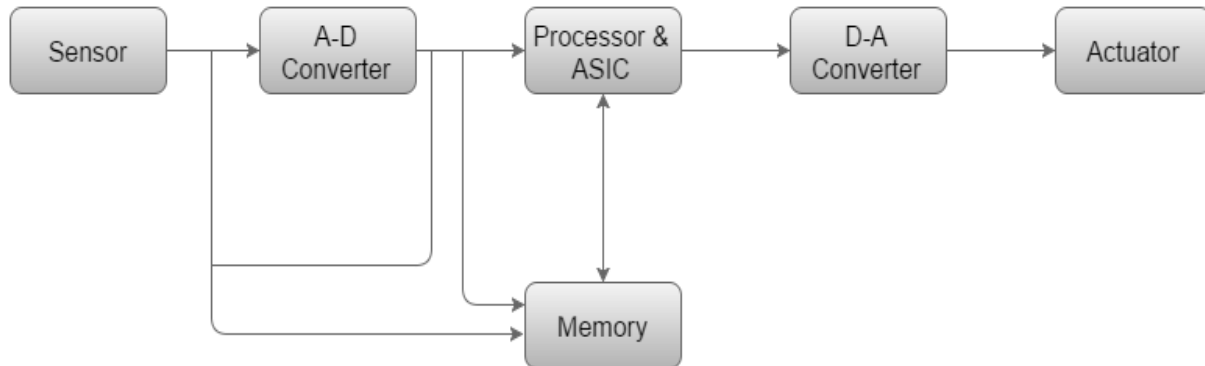 Sensor
A-D
Converter
Processor &
ASIC
D-A
Converter
Actuator
Memory